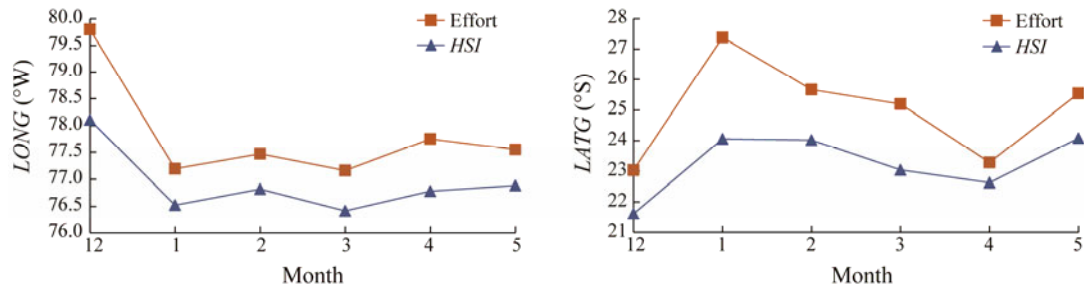 80.0
79.5
79.0
78.5
78.0
77.5
77.0
76.5
76.0
LONG (°W)
Effort
HSI
12 1 2 3 4 5
Month
28
27
26
25
24
23
22
21
LATG (°S)
Effort
HSI
12 1 2 3 4 5
Month